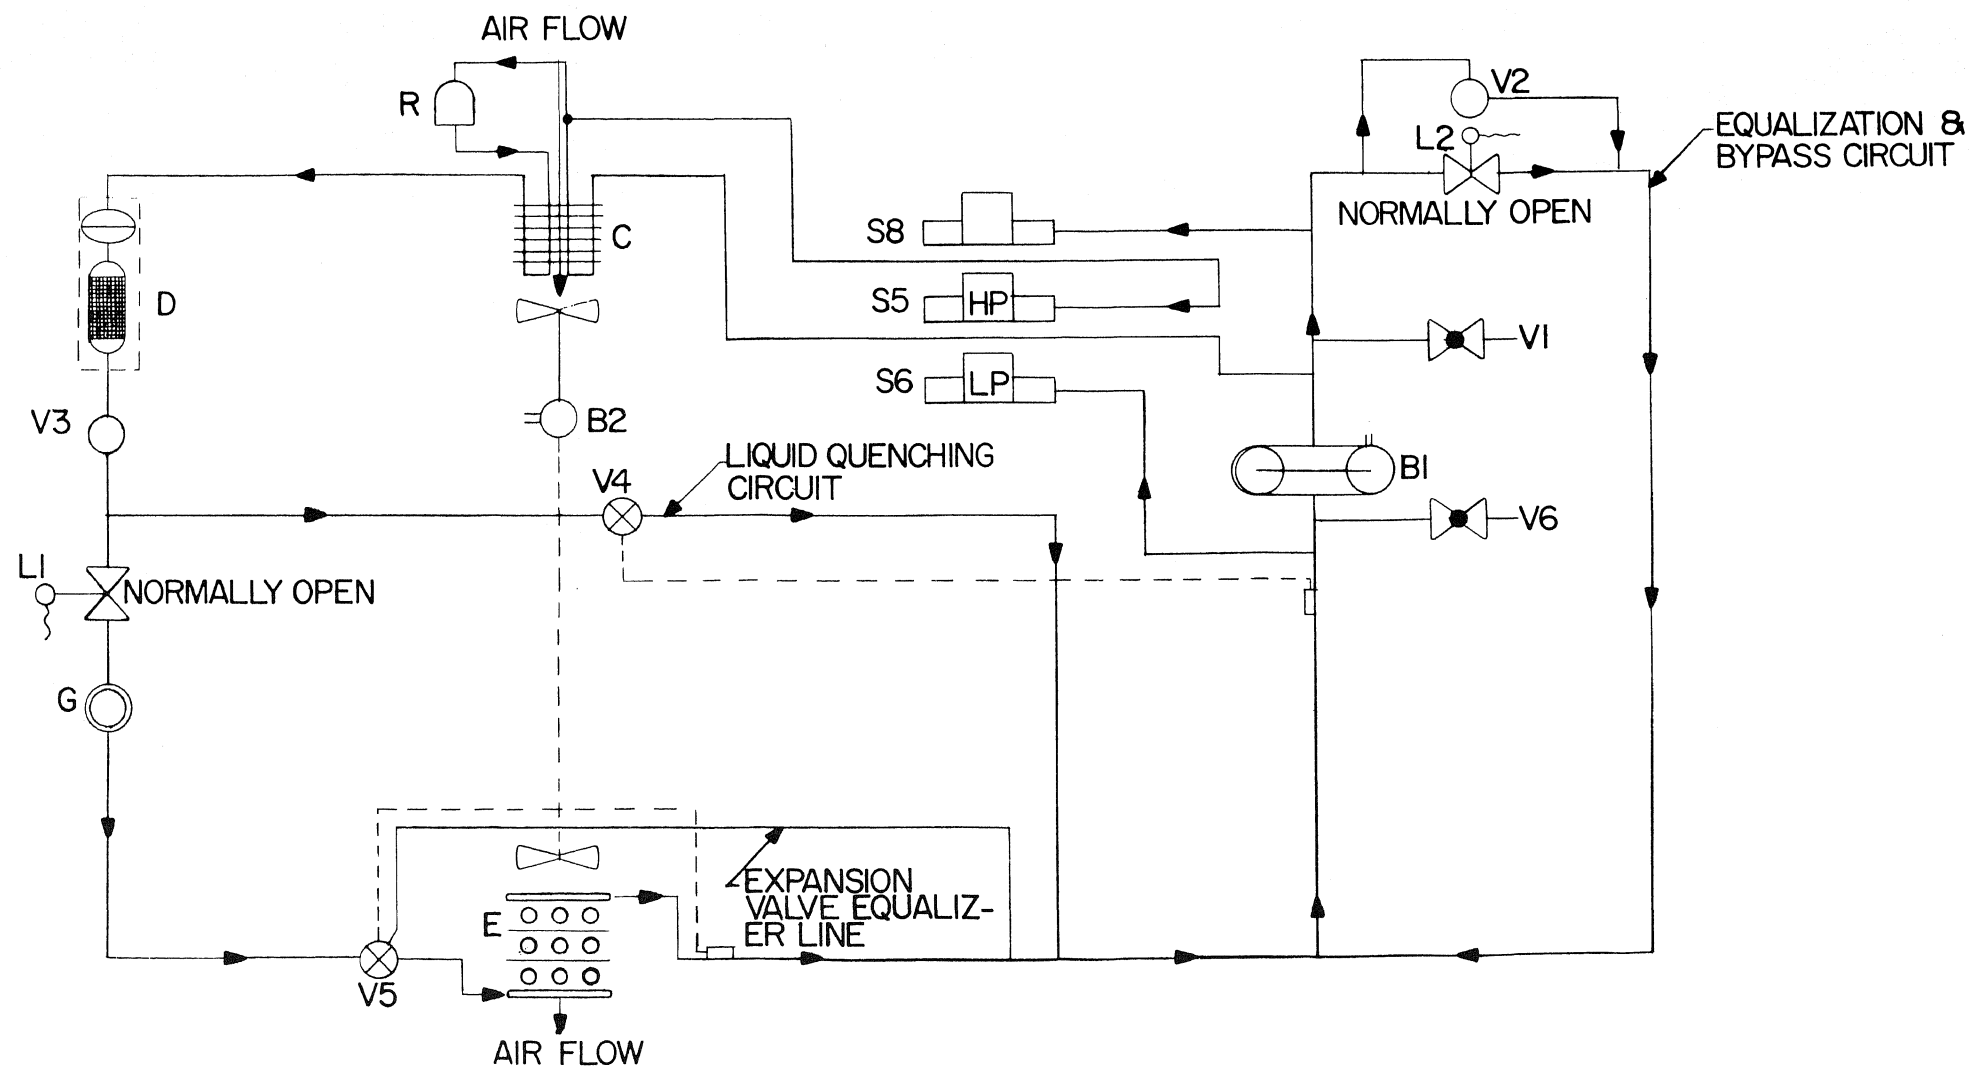 AIR FLOW
R
V2
L2
EQUALIZATION &
BYPASS CIRCUIT
NORMALLY OPEN
S8
C
D
S5
HP
V1
S6
LP
V3
B2
B1
LIQUID QUENCHING
CIRCUIT
V4
V6
L1
NORMALLY OPEN
G
EXPANSION
VALVE EQUALIZ-
ER LINE
E
V5
AIR FLOW